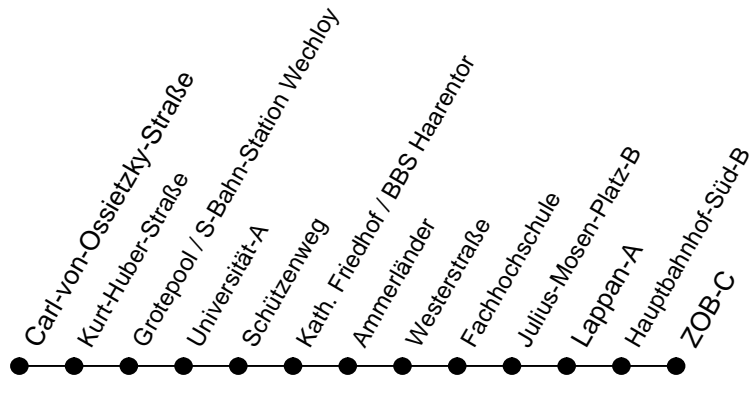 Carl-von-Ossietzky-Straße
Kurt-Huber-Straße
Grotepool / S-Bahn-Station Wechloy
Universität-A
Schützenweg
Kath. Friedhof / BBS Haarentor
Ammerländer
Westerstraße
Fachhochschule
Julius-Mosen-Platz-B
Lappan-A
Hauptbahnhof-Süd-B
ZOB-C